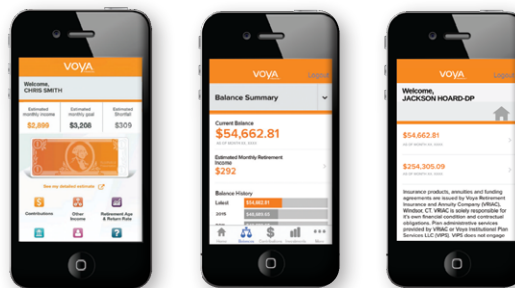 VOYA
Welcome,
CHRIS SMITH
Estimated monthly income
Estimated monthly goal
Estimated Shortfall
$2,899
$3,208
$309
See my detailed estimate
Contributions
Other Income
Retirement Age & Return Rate
VOYA
Logout
Balance Summary
Current Balance
$54,662.81
Estimated Monthly Retirement
Income
$292
Balance History
Latest
$54,662.81
2015
Home
Balance
Contributions
Investments
More
VOYA
Logout
Welcome,
JACKSON HOARD-DP
$54,662.81
$254,305.09
Insurance products, annuities and funding
agreements are issued by Voya Retirement
Insurance and Annuity Company (VRIAC),
Windsor, CT. VRIAC is solely responsible for
it's own financial condition and contractual
obligations. Plan administrative services
provided by VRIAC or Voya Institutional Plan
Services LLC (VIPS). VIPS does not engage